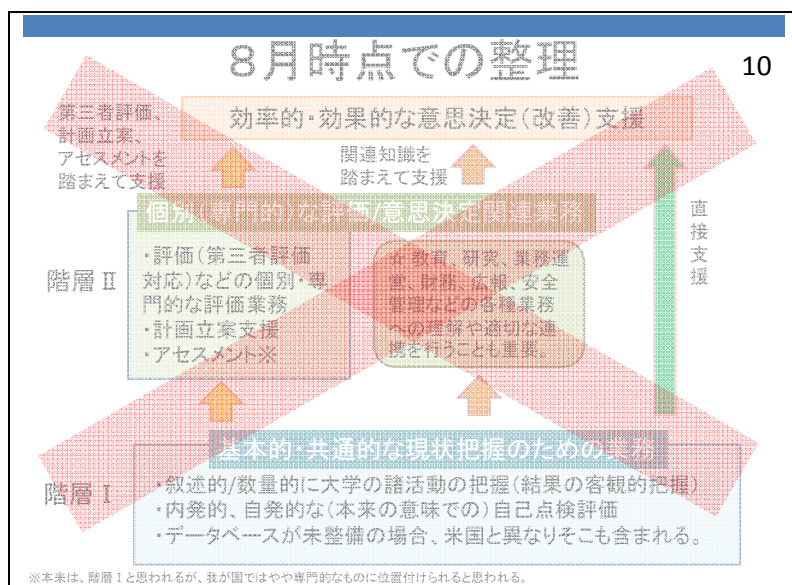 8月時点での整理
10
第三者評価、
計画立案、
アセスメントを
踏まえて支援
効率的・効果的な意思決定(改善)支援
関連知識を
踏まえて支援
直接支援
個別(専門的)な評価/意思決定関連業務
階層Ⅱ
・評価(第三者評価
対応)などの個別・専
門的な評価業務
・計画立案支援
・アセスメント※
教育、研究、業務運
営、財務、広報、安全
管理などの各種業務
への理解や適切な連
携を行うことも重要。
基本的・共通的な現状把握のための業務
階層Ⅰ
・叙述的/数量的に大学の諸活動の把握(結果の客観的把握)
・内発的、自発的な(本来の意味での)自己点検評価
・データベースが未整備の場合、米国と異なりそこも含まれる。
※本来は、階層Ⅰと思われるが、我が国ではやや専門的なものに位置付けられると思われる。